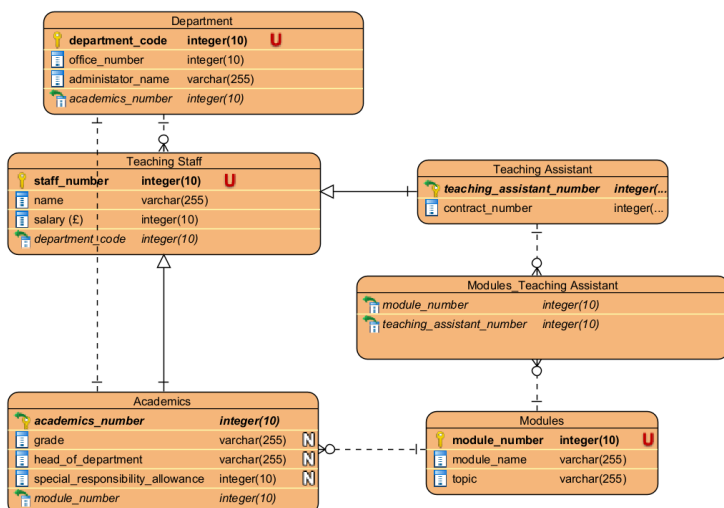 Department
department_code integer(10) U
office_number integer(10)
administator_name varchar(255)
academics_number integer(10)
Teaching Staff
staff_number integer(10) U
name varchar(255)
salary (£) integer(10)
department_code integer(10)
Teaching Assistant
teaching_assistant_number integer(...
contract_number integer(...
Modules_Teaching Assistant
module_number integer(10)
teaching_assistant_number integer(10)
Academics
academics_number integer(10)
grade varchar(255) N
head_of_department varchar(255) N
special_responsibility_allowance integer(10) N
module_number integer(10)
Modules
module_number integer(10) U
module_name varchar(255)
topic varchar(255)